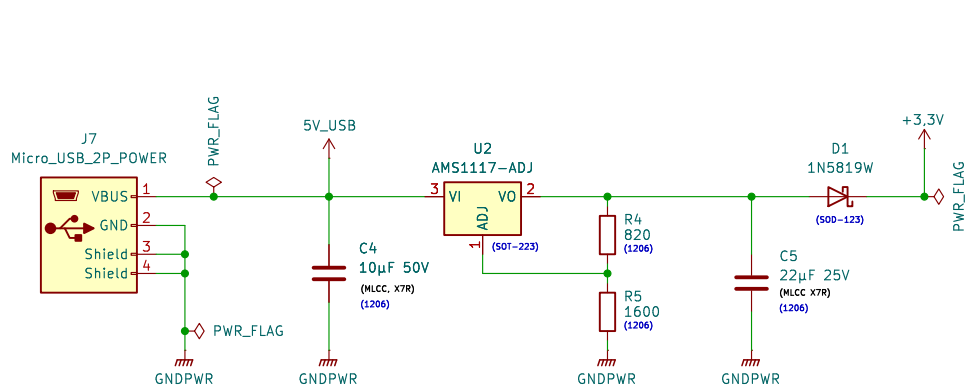 J7
Micro_USB_2P_POWER
VBUS 1
GND 2
Shield 3
Shield 4
PWR_FLAG
PWR_FLAG
GNDPWR
5V_USB
C4
10µF 50V
(MLCC, X7R)
(1206)
GNDPWR
U2
AMS1117-ADJ
3 VI VO 2
ADJ
1
(SOT-223)
R4
820
(1206)
R5
1600
(1206)
GNDPWR
C5
22µF 25V
(MLCC X7R)
(1206)
GNDPWR
D1
1N5819W
(SOD-123)
+3,3V
PWR_FLAG